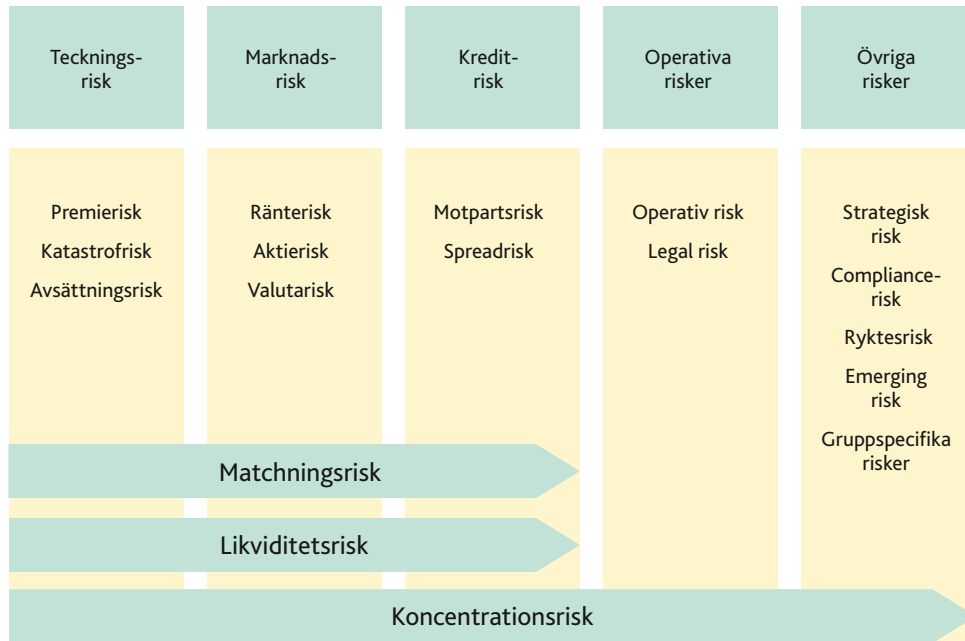 Tecknings-
risk
Marknads-
risk
Kredit-
risk
Operativa
risker
Övriga
risker
Premierisk
Katastrofrisk
Avsättningsrisk
Ränterisk
Aktierisk
Valutarisk
Motpartsrisk
Spreadrisk
Operativ risk
Legal risk
Strategisk
risk
Compliance-
risk
Ryktesrisk
Emerging
risk
Gruppspecifika
risker
Matchningsrisk
Likviditetsrisk
Koncentrationsrisk